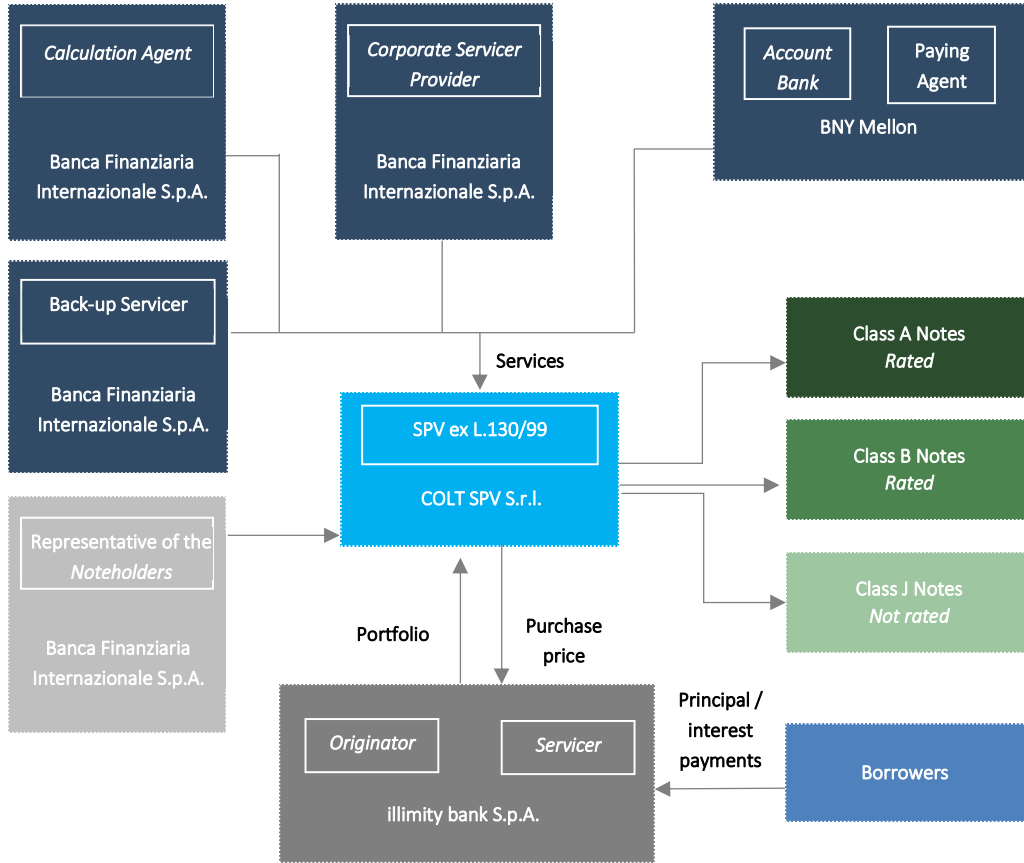 Calculation Agent
Banca Finanziaria
Internazionale S.p.A.
Corporate Servicer
Provider
Banca Finanziaria
Internazionale S.p.A.
Account
Bank
Paying
Agent
BNY Mellon
Back-up Servicer
Banca Finanziaria
Internazionale S.p.A.
Services
SPV ex L.130/99
COLT SPV S.r.l.
Class A Notes
Rated
Class B Notes
Rated
Class J Notes
Not rated
Representative of the
Noteholders
Banca Finanziaria
Internazionale S.p.A.
Portfolio
Purchase
price
Originator
Servicer
illimity bank S.p.A.
Principal /
interest
payments
Borrowers